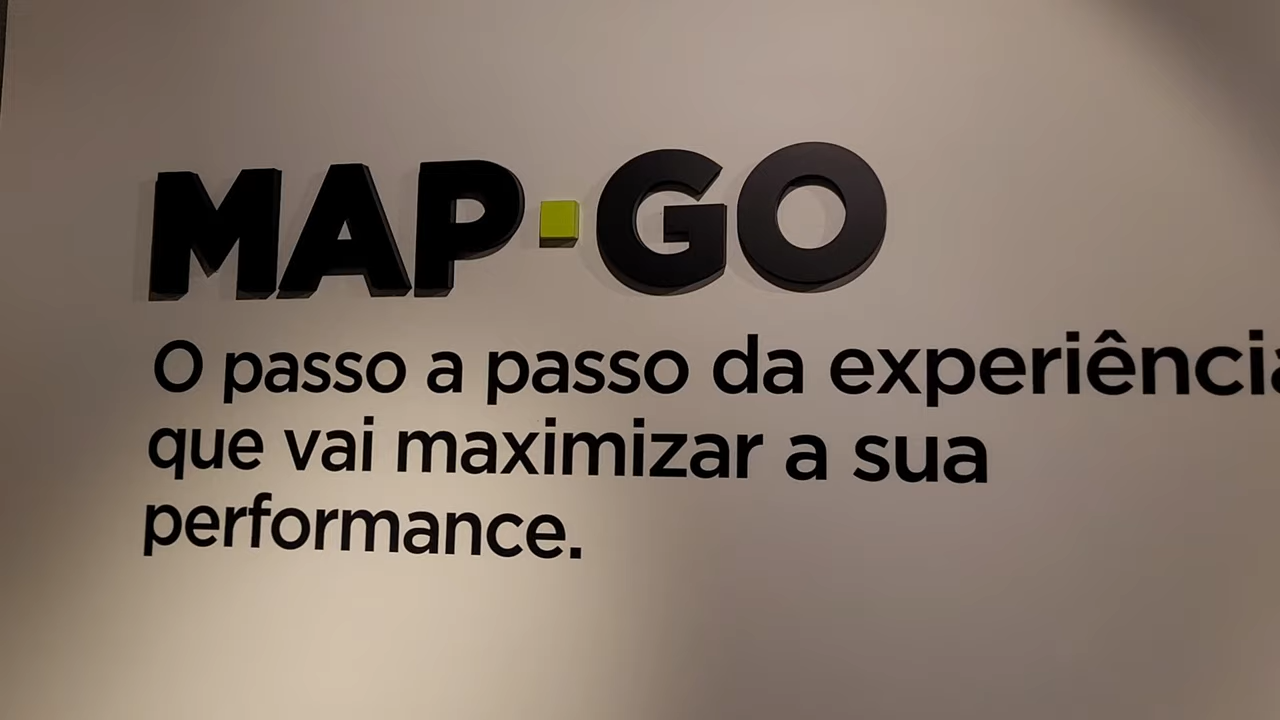 MAP·GO
O passo a passo da experiência
que vai maximizar a sua
performance.